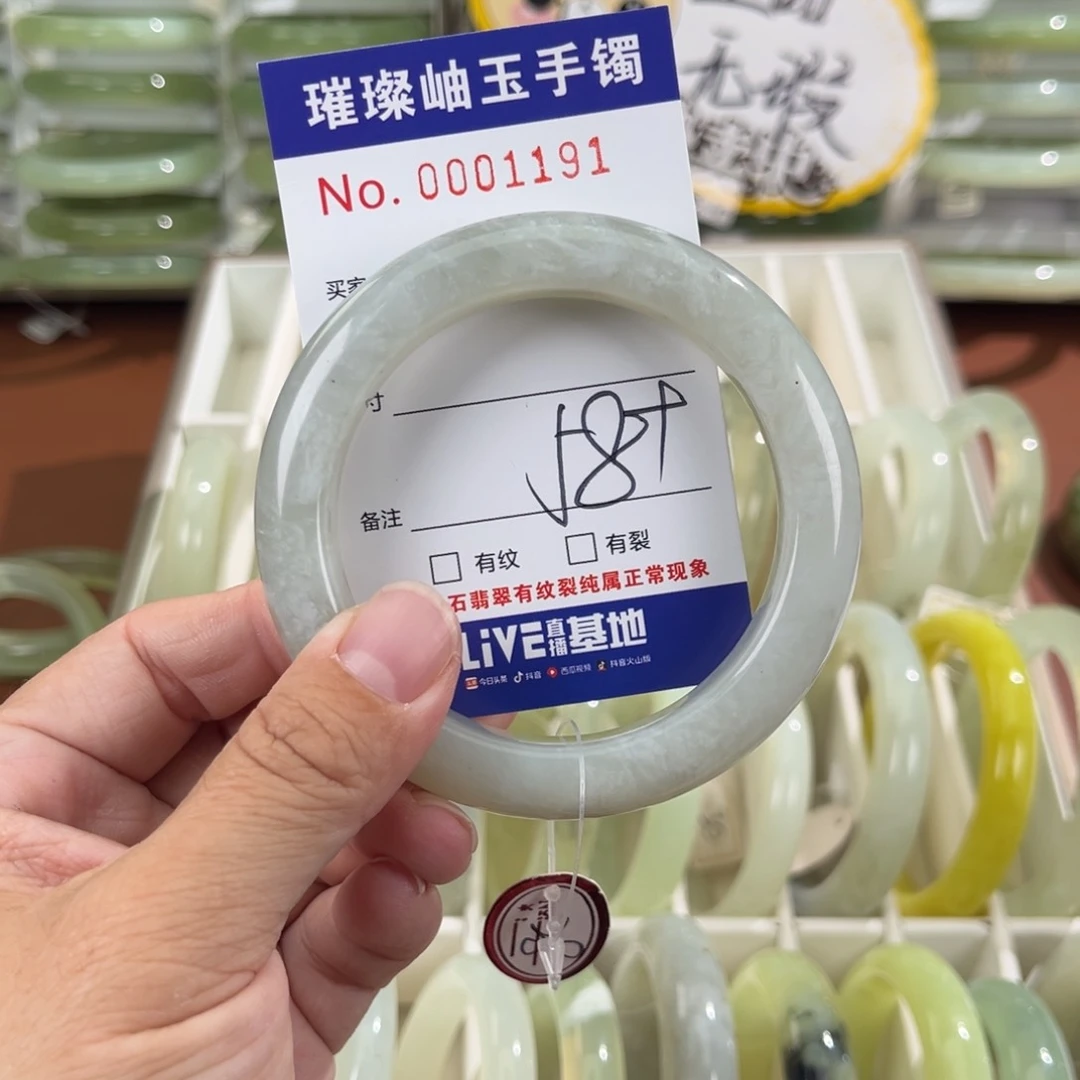 璀璨岫玉手镯
No. 0001191
无瑕
买家
寸
备注
□ 有纹 □ 有裂
石翡翠有纹裂纯属正常现象
LiVE直播基地
今日头条 抖音 西瓜视频 抖音火山版